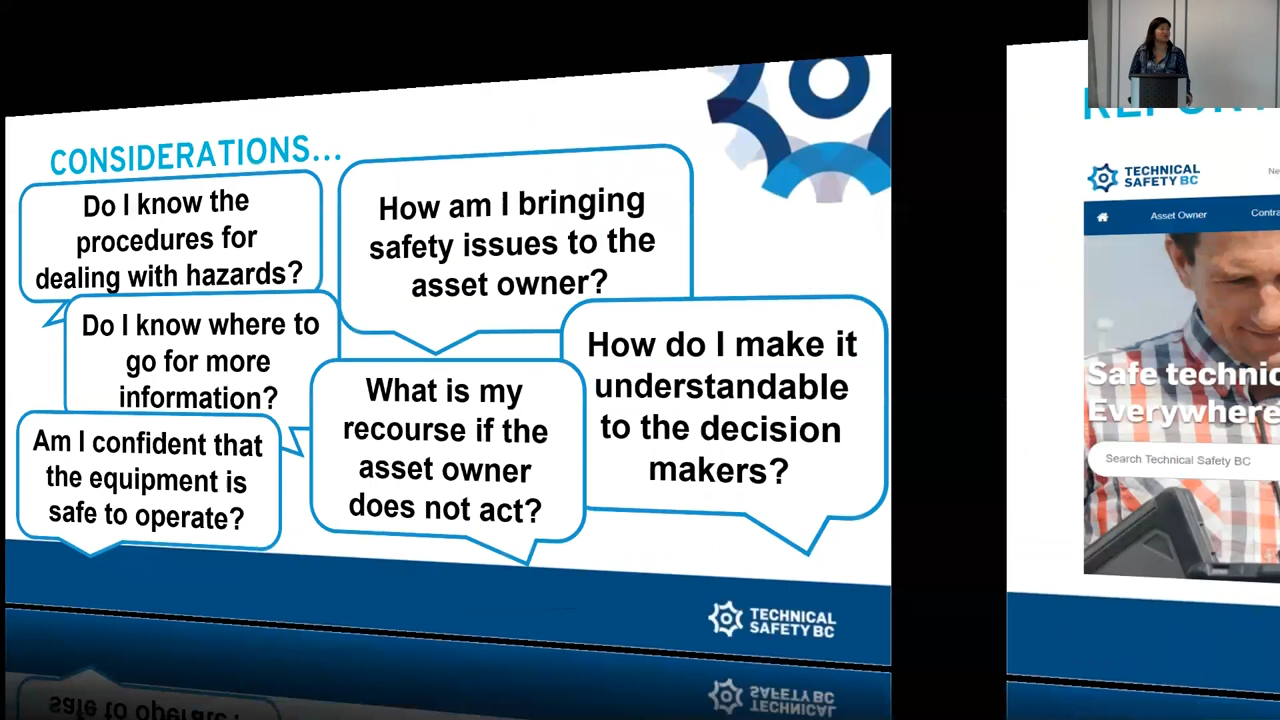 CONSIDERATIONS...
Do I know the
procedures for
dealing with hazards?
How am I bringing
safety issues to the
asset owner?
Do I know where to
go for more
information?
How do I make it
understandable
to the decision
makers?
What is my
recourse if the
asset owner
does not act?
Am I confident that
the equipment is
safe to operate?
TECHNICAL
SAFETY BC
TECHNICAL
SAFETY BC
Asset Owner
Safe technic
Everywhere
Search Technical Safety BC